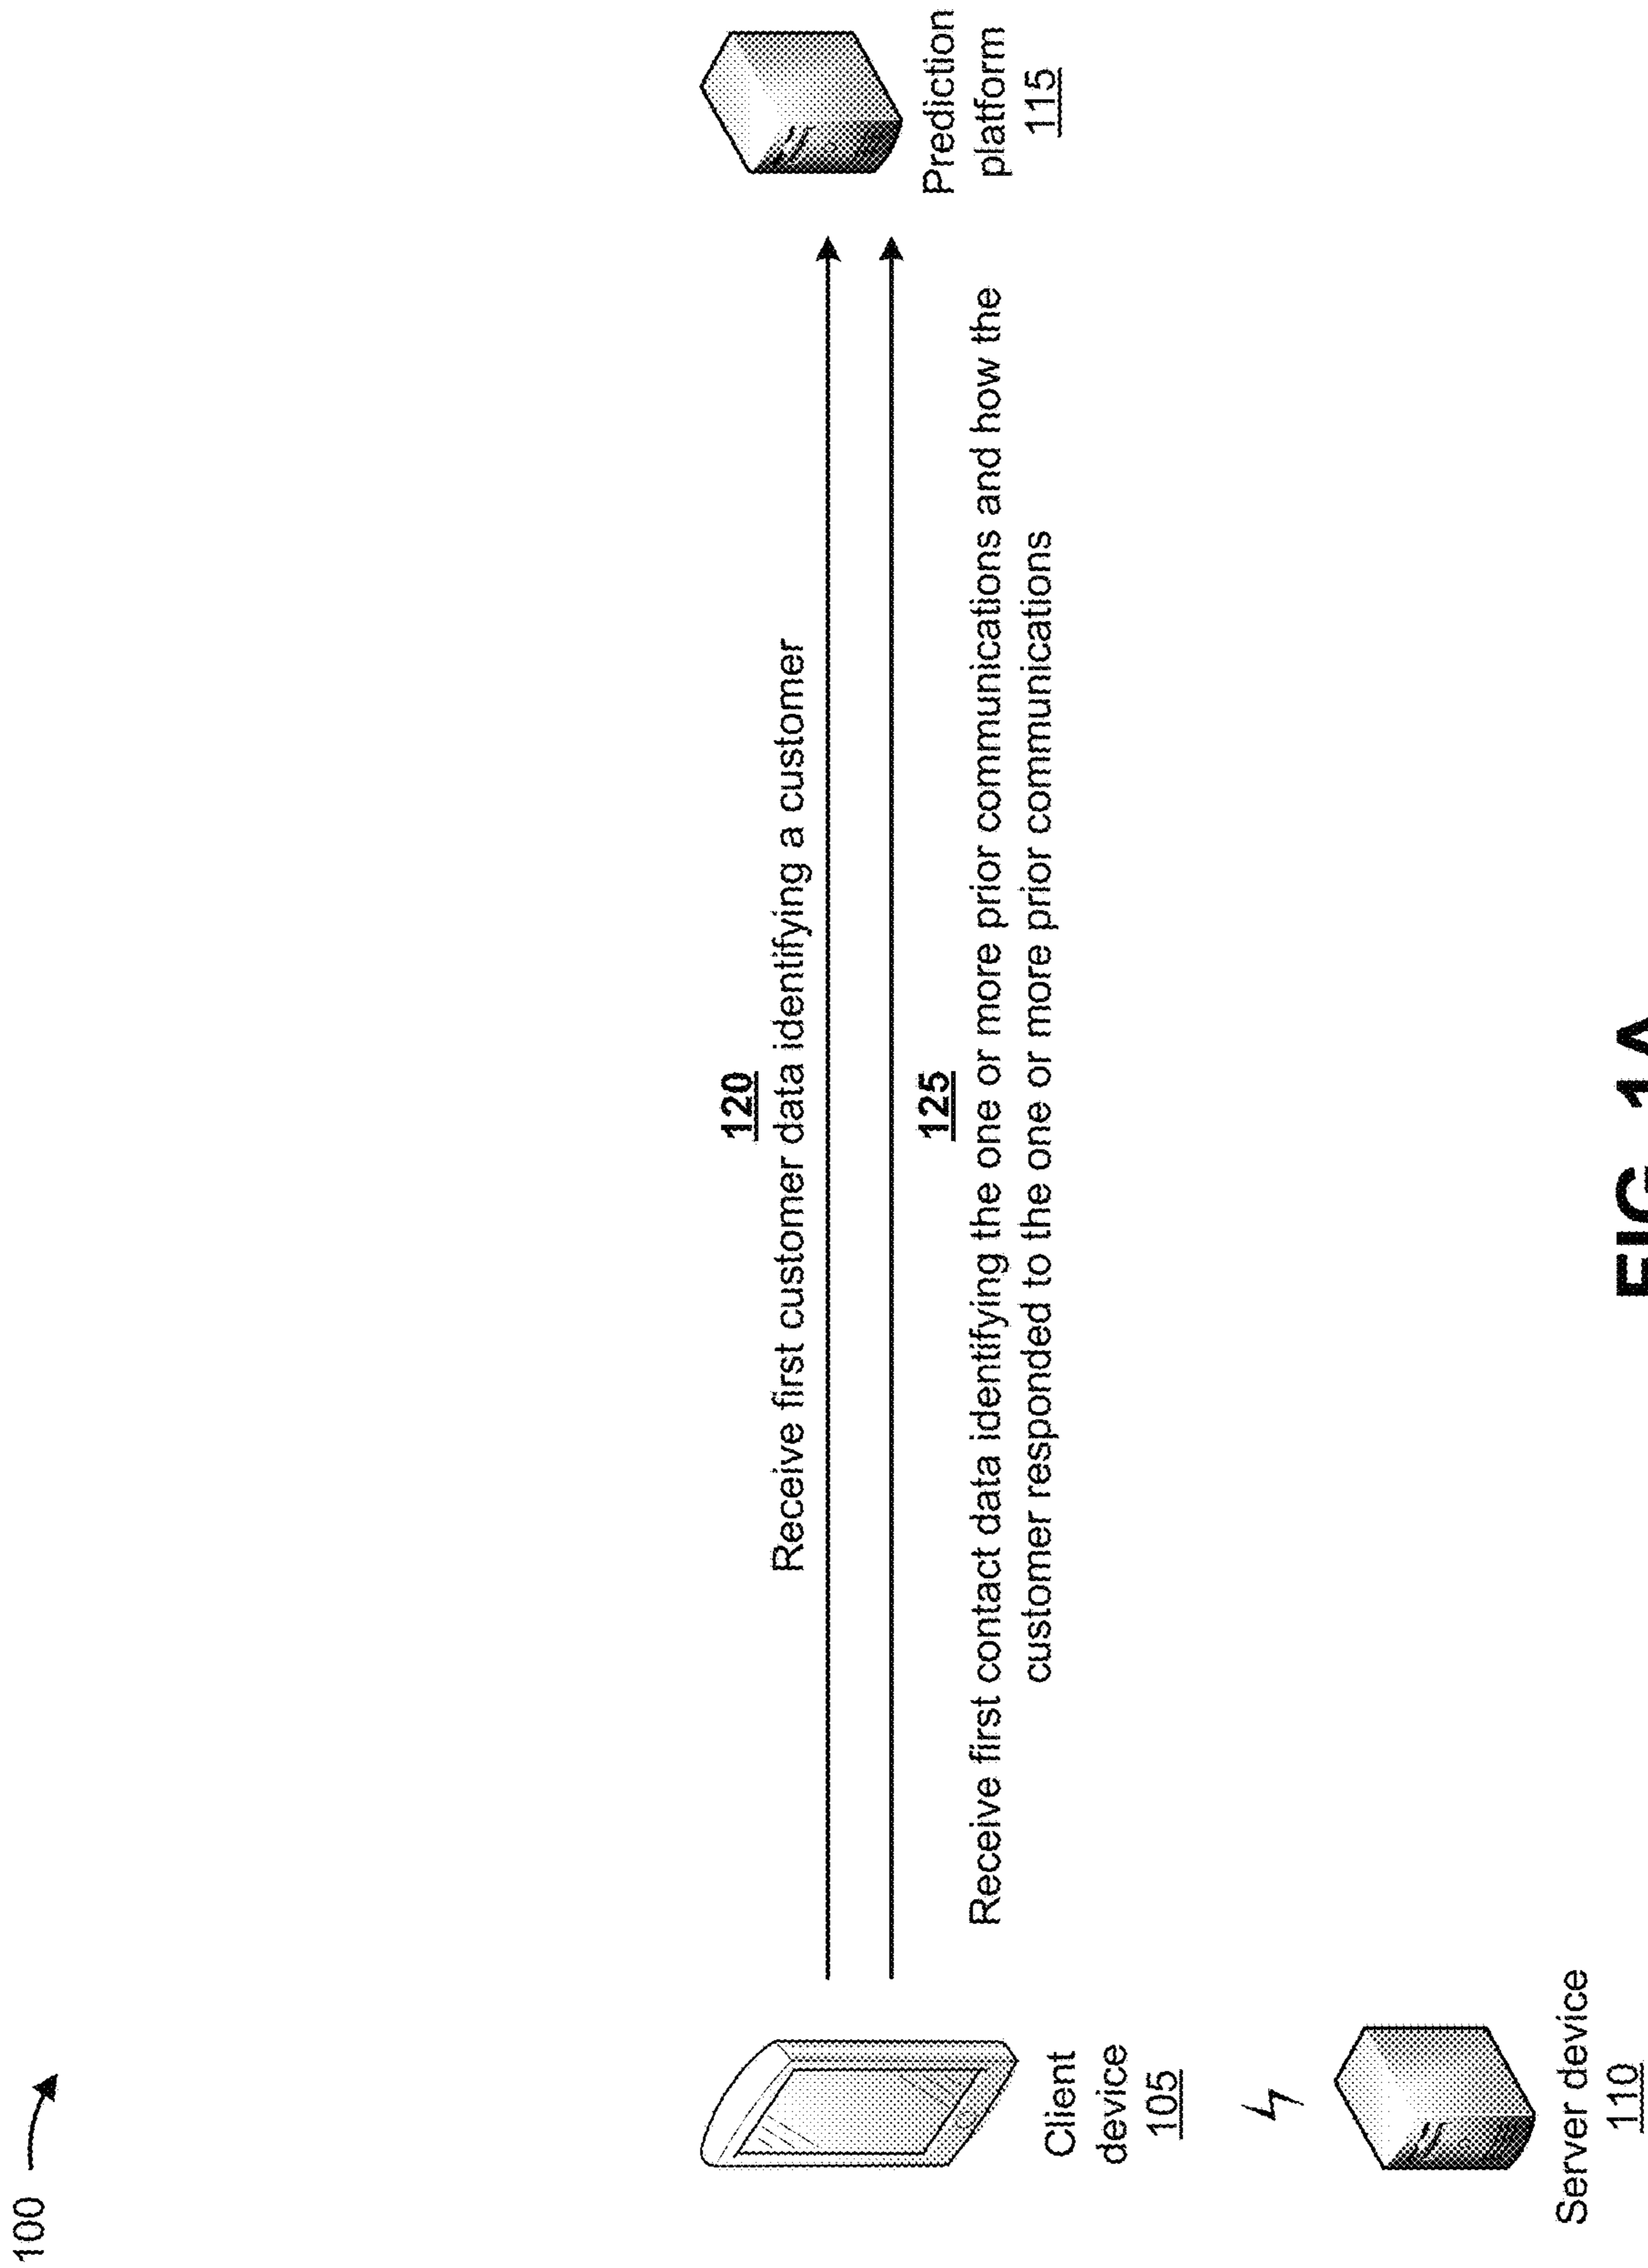 100
120
Receive first customer data identifying a customer
125
Receive first contact data identifying the one or more prior communications and how the
customer responded to the one or more prior communications
Client
device
105
Prediction
platform
115
Server device
110
FIG. 1A